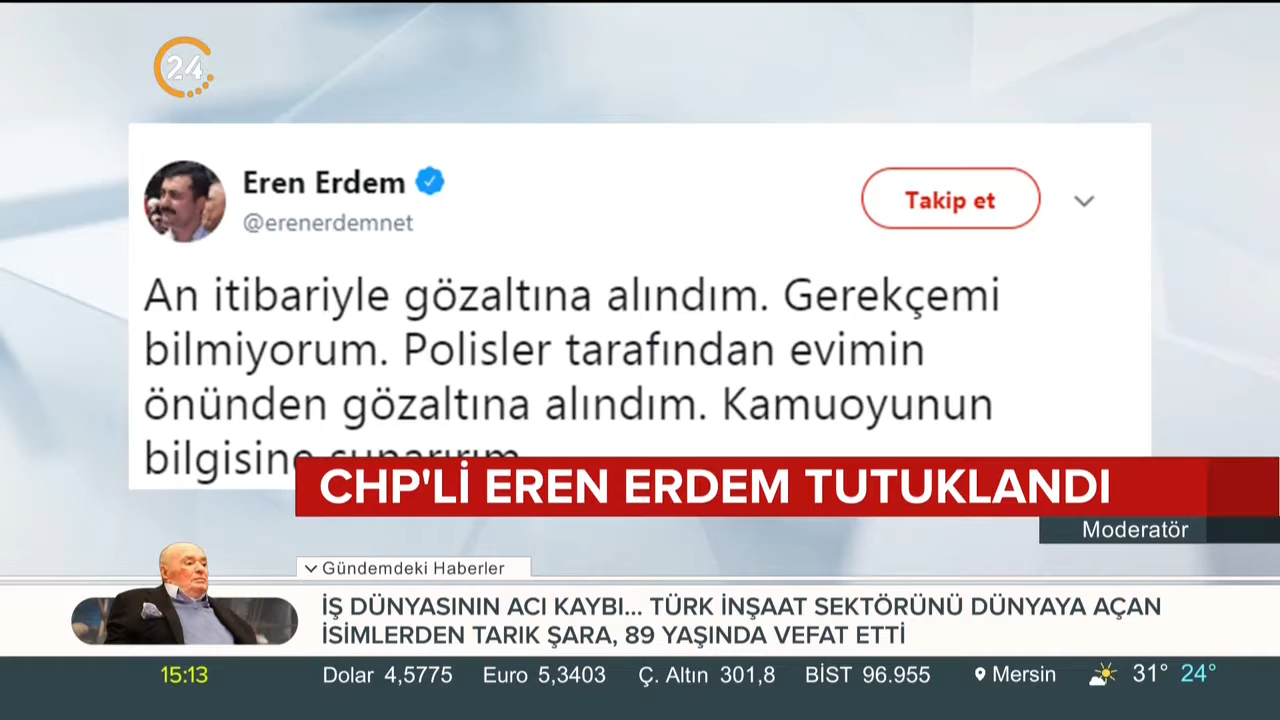 24
Eren Erdem
@erenerdemnet
Takip et
An itibariyle gözaltına alındım. Gerekçemi
bilmiyorum. Polisler tarafından evimin
önünden gözaltına alındım. Kamuoyunun
bilgisine
CHP'Lİ EREN ERDEM TUTUKLANDI
Moderatör
Gündemdeki Haberler
İŞ DÜNYASININ ACI KAYBI... TÜRK İNŞAAT SEKTÖRÜNÜ DÜNYAYA AÇAN
İSİMLERDEN TARIK ŞARA, 89 YAŞINDA VEFAT ETTİ
15:13 Dolar 4,5775 Euro 5,3403 Ç. Altın 301,8 BİST 96.955 Mersin 31° 24°